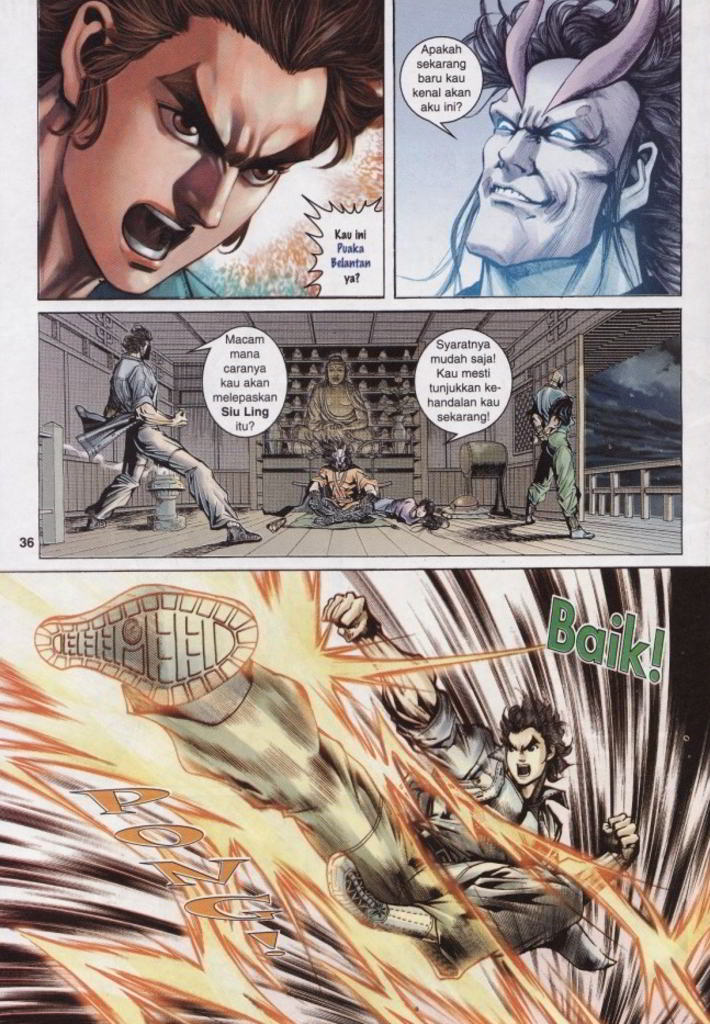 Kau ini
Puaka
Belantan
ya?
Apakah
sekarang
baru kau
kenal akan
aku ini?
Macam
mana
caranya
kau akan
melepaskan
Siu Ling
itu?
Syaratnya
mudah saja!
Kau mesti
tunjukkan ke-
handalan kau
sekarang!
36
Baik!
PONG!